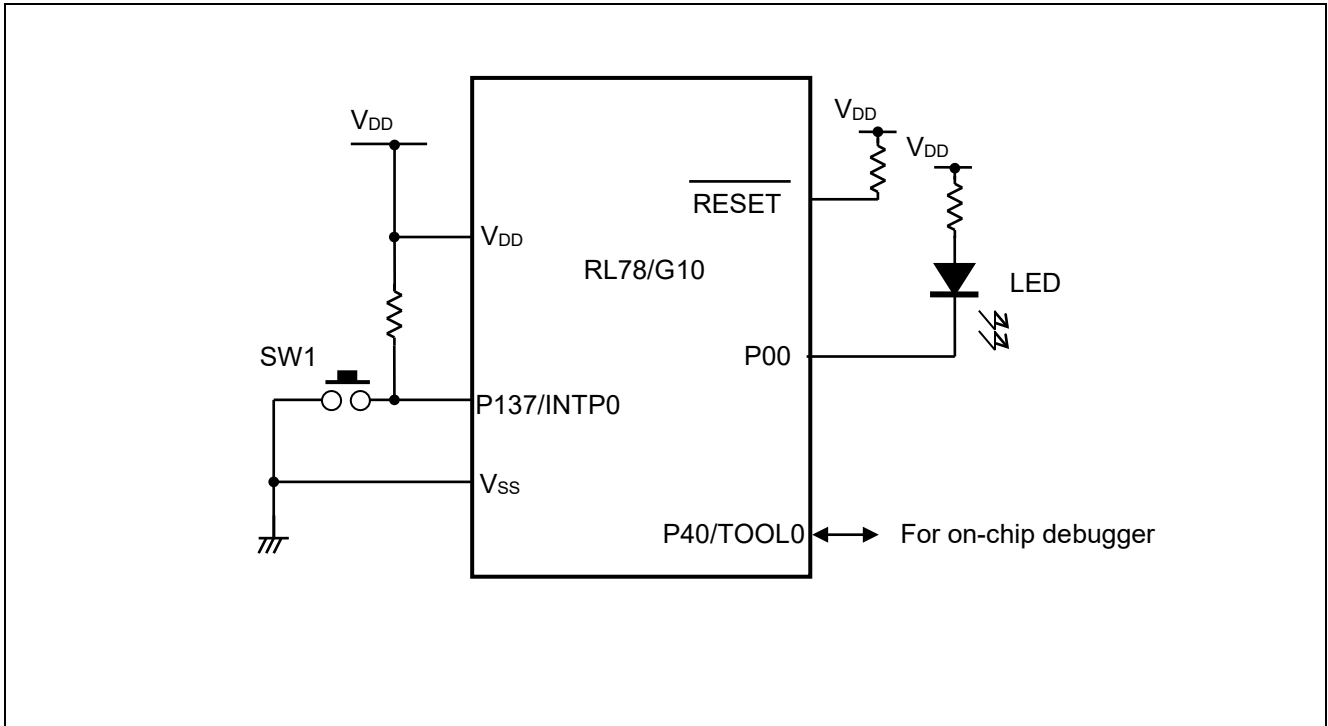 VDD
VDD
VDD
RESET
VDD
RL78/G10
LED
P00
SW1
P137/INTP0
VSS
P40/TOOL0
For on-chip debugger